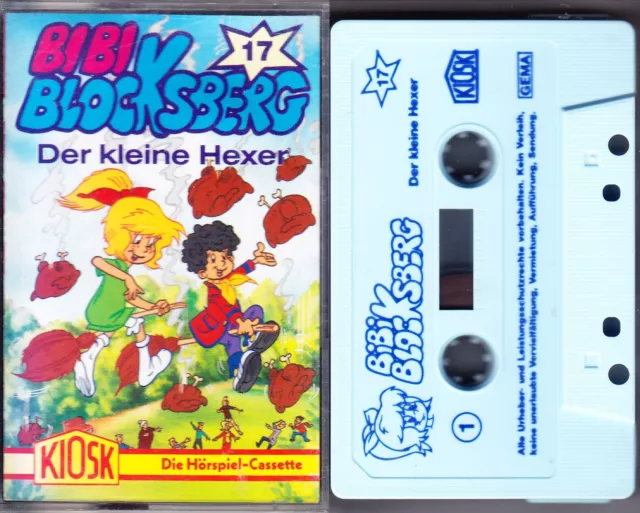 BIBI
BLOCKSBERG
17
Der kleine Hexer
KIOSK
Die Hörspiel-Cassette
17
Der kleine Hexer
KIOSK
GEMA
BiBi
BLOCKSBERG
1
Alle Urheber- und Leistungsschutzrechte vorbehalten. Kein Verleih,
keine unerlaubte Vervielfältigung, Vermietung, Aufführung, Sendung.